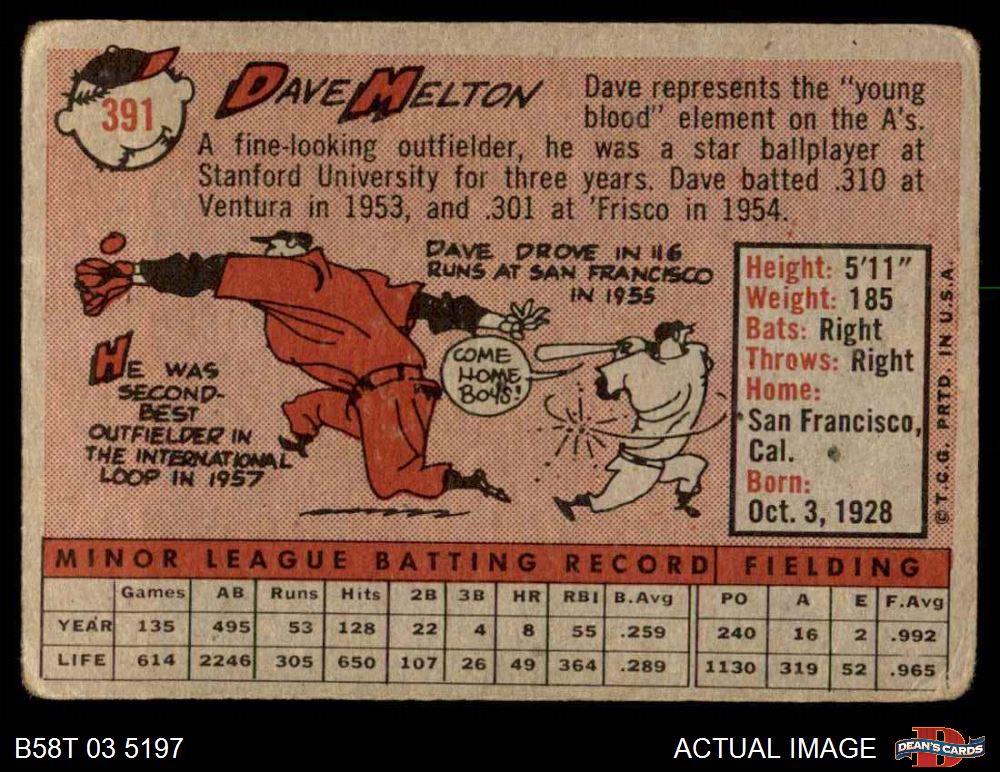 391
DAVE MELTON
Dave represents the "young
blood" element on the A's.
A fine-looking outfielder, he was a star ballplayer at
Stanford University for three years. Dave batted .310 at
Ventura in 1953, and .301 at 'Frisco in 1954.
DAVE DROVE IN 116
RUNS AT SAN FRANCISCO
IN 1955
COME
HOME,
BOYS!
HE WAS
SECOND-
BEST
OUTFIELDER IN
THE INTERNATIONAL
LOOP IN 1957
Height: 5'11"
Weight: 185
Bats: Right
Throws: Right
Home:
San Francisco,
Cal.
Born:
Oct. 3, 1928
© T.C.G. PRTD. IN U.S.A.
MINOR LEAGUE BATTING RECORD FIELDING
Games AB Runs Hits 2B 3B HR RBI B.Avg PO A E F.Avg
YEAR 135 495 53 128 22 4 8 55 .259 240 16 2 .992
LIFE 614 2246 305 650 107 26 49 364 .289 1130 319 52 .965
B58T 03 5197
ACTUAL IMAGE
DEAN'S CARDS